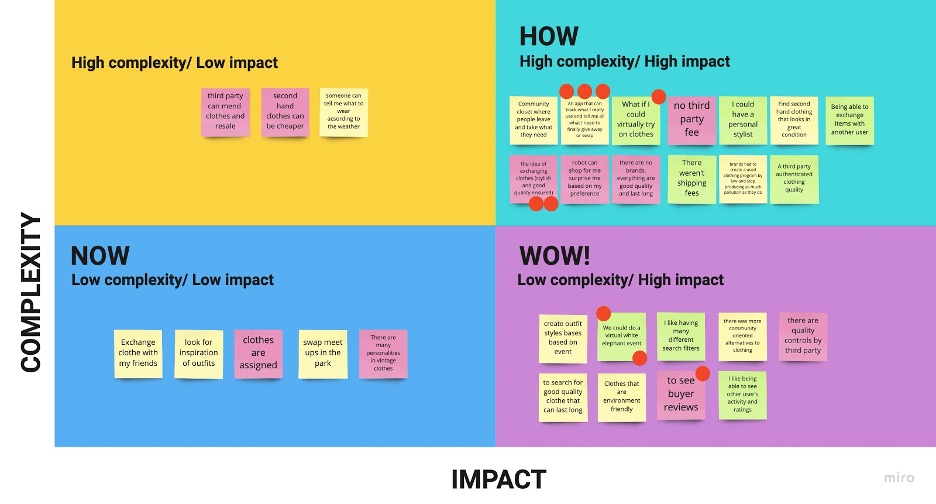 High complexity/ Low impact
third party
can mend
clothes and
resale
second
hand
clothes can
be cheaper
someone can
tell me what to
wear
acsording to
the weather
HOW
High complexity/ High impact
Community
closet where
people leave
and take what
they need
An app that can
track what I really
use and tell me all
what I need to
finally give away
or swap
What if I
could
virtually try
on clothes
no third
party
fee
I could
have a
personal
stylist
Find second
hand clothing
that looks in
great
condition
Being able to
exchange
items with
another user
the idea of
exchanging
clothes (stylish
and good
quality ensured!)
robot can
shop for me
surprise me
based on my
preference
there are no
brands,
everything are
good quality
and last long
There
weren't
shipping
fees
Brands had to
create a used
clothing program by
law and stop
producing as much
pollution as they do
A third party
authenticated
clothing
quality
COMPLEXITY
NOW
Low complexity/ Low impact
Exchange
clothe with
my friends
look for
inspiration
of outfits
clothes
are
assigned
swap meet
ups in the
park
There are
many
personalities
in vintage
clothes
WOW!
Low complexity/ High impact
create outfit
styles bases
based on
event
We could do a
virtual white
elephant event
I like having
many
different
search filters
there was more
community
oriented
alternatives to
clothing
there are
quality
controls by
third party
to search for
good quality
clothe that
can last long
Clothes that
are
environment
friendly
to see
buyer
reviews
I like being
able to see
other user's
activity and
ratings
IMPACT
miro